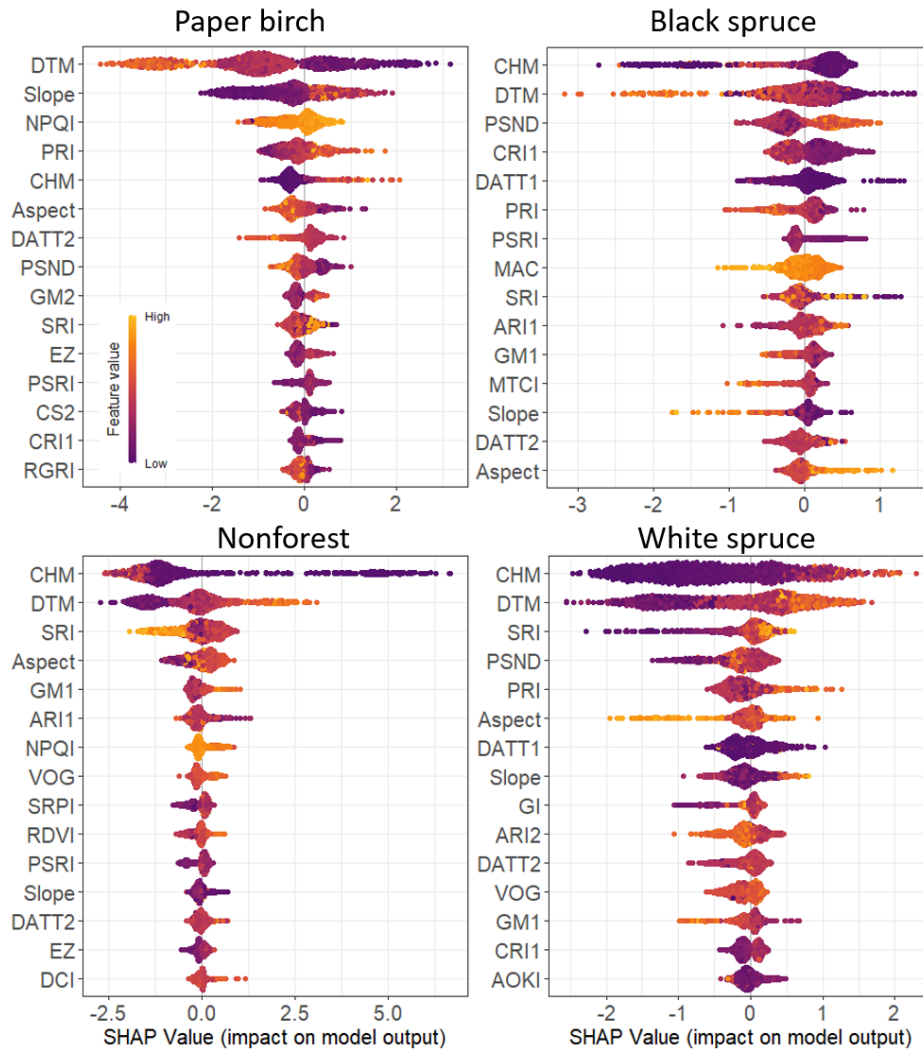 Paper birch
DTM
Slope
NPQI
PRI
CHM
Aspect
DATT2
PSND
GM2
SRI
EZ
PSRI
CS2
CRI1
RGRI
High
Feature value
Low
-4
-2
0
2
Black spruce
CHM
DTM
PSND
CRI1
DATT1
PRI
PSRI
MAC
SRI
ARI1
GM1
MTCI
Slope
DATT2
Aspect
-3
-2
-1
0
1
Nonforest
CHM
DTM
SRI
Aspect
GM1
ARI1
NPQI
VOG
SRPI
RDVI
PSRI
Slope
DATT2
EZ
DCI
-2.5
0.0
2.5
5.0
SHAP Value (impact on model output)
White spruce
CHM
DTM
SRI
PSND
PRI
Aspect
DATT1
Slope
GI
ARI2
DATT2
VOG
GM1
CRI1
AOKI
-2
-1
0
1
2
SHAP Value (impact on model output)